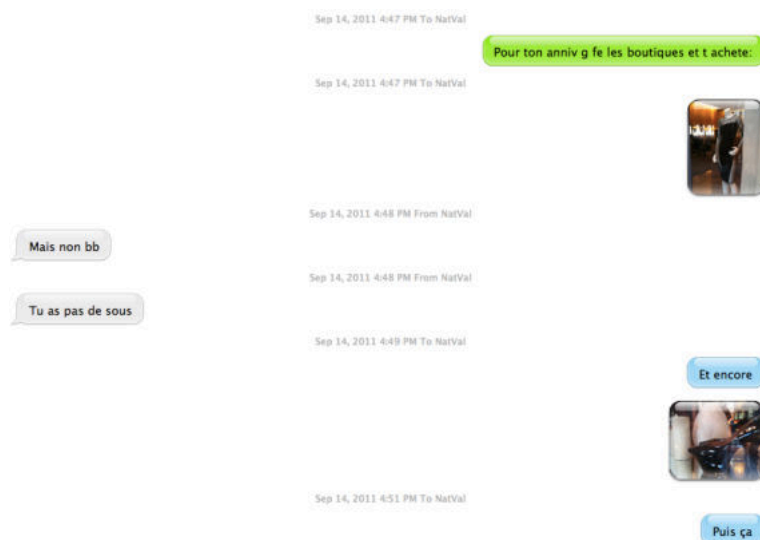 Sep 14, 2011 4:47 PM To NatVal
Pour ton anniv g fe les boutiques et t achete:
Sep 14, 2011 4:47 PM To NatVal
Sep 14, 2011 4:48 PM From NatVal
Mais non bb
Sep 14, 2011 4:48 PM From NatVal
Tu as pas de sous
Sep 14, 2011 4:49 PM To NatVal
Et encore
Sep 14, 2011 4:51 PM To NatVal
Puis ça